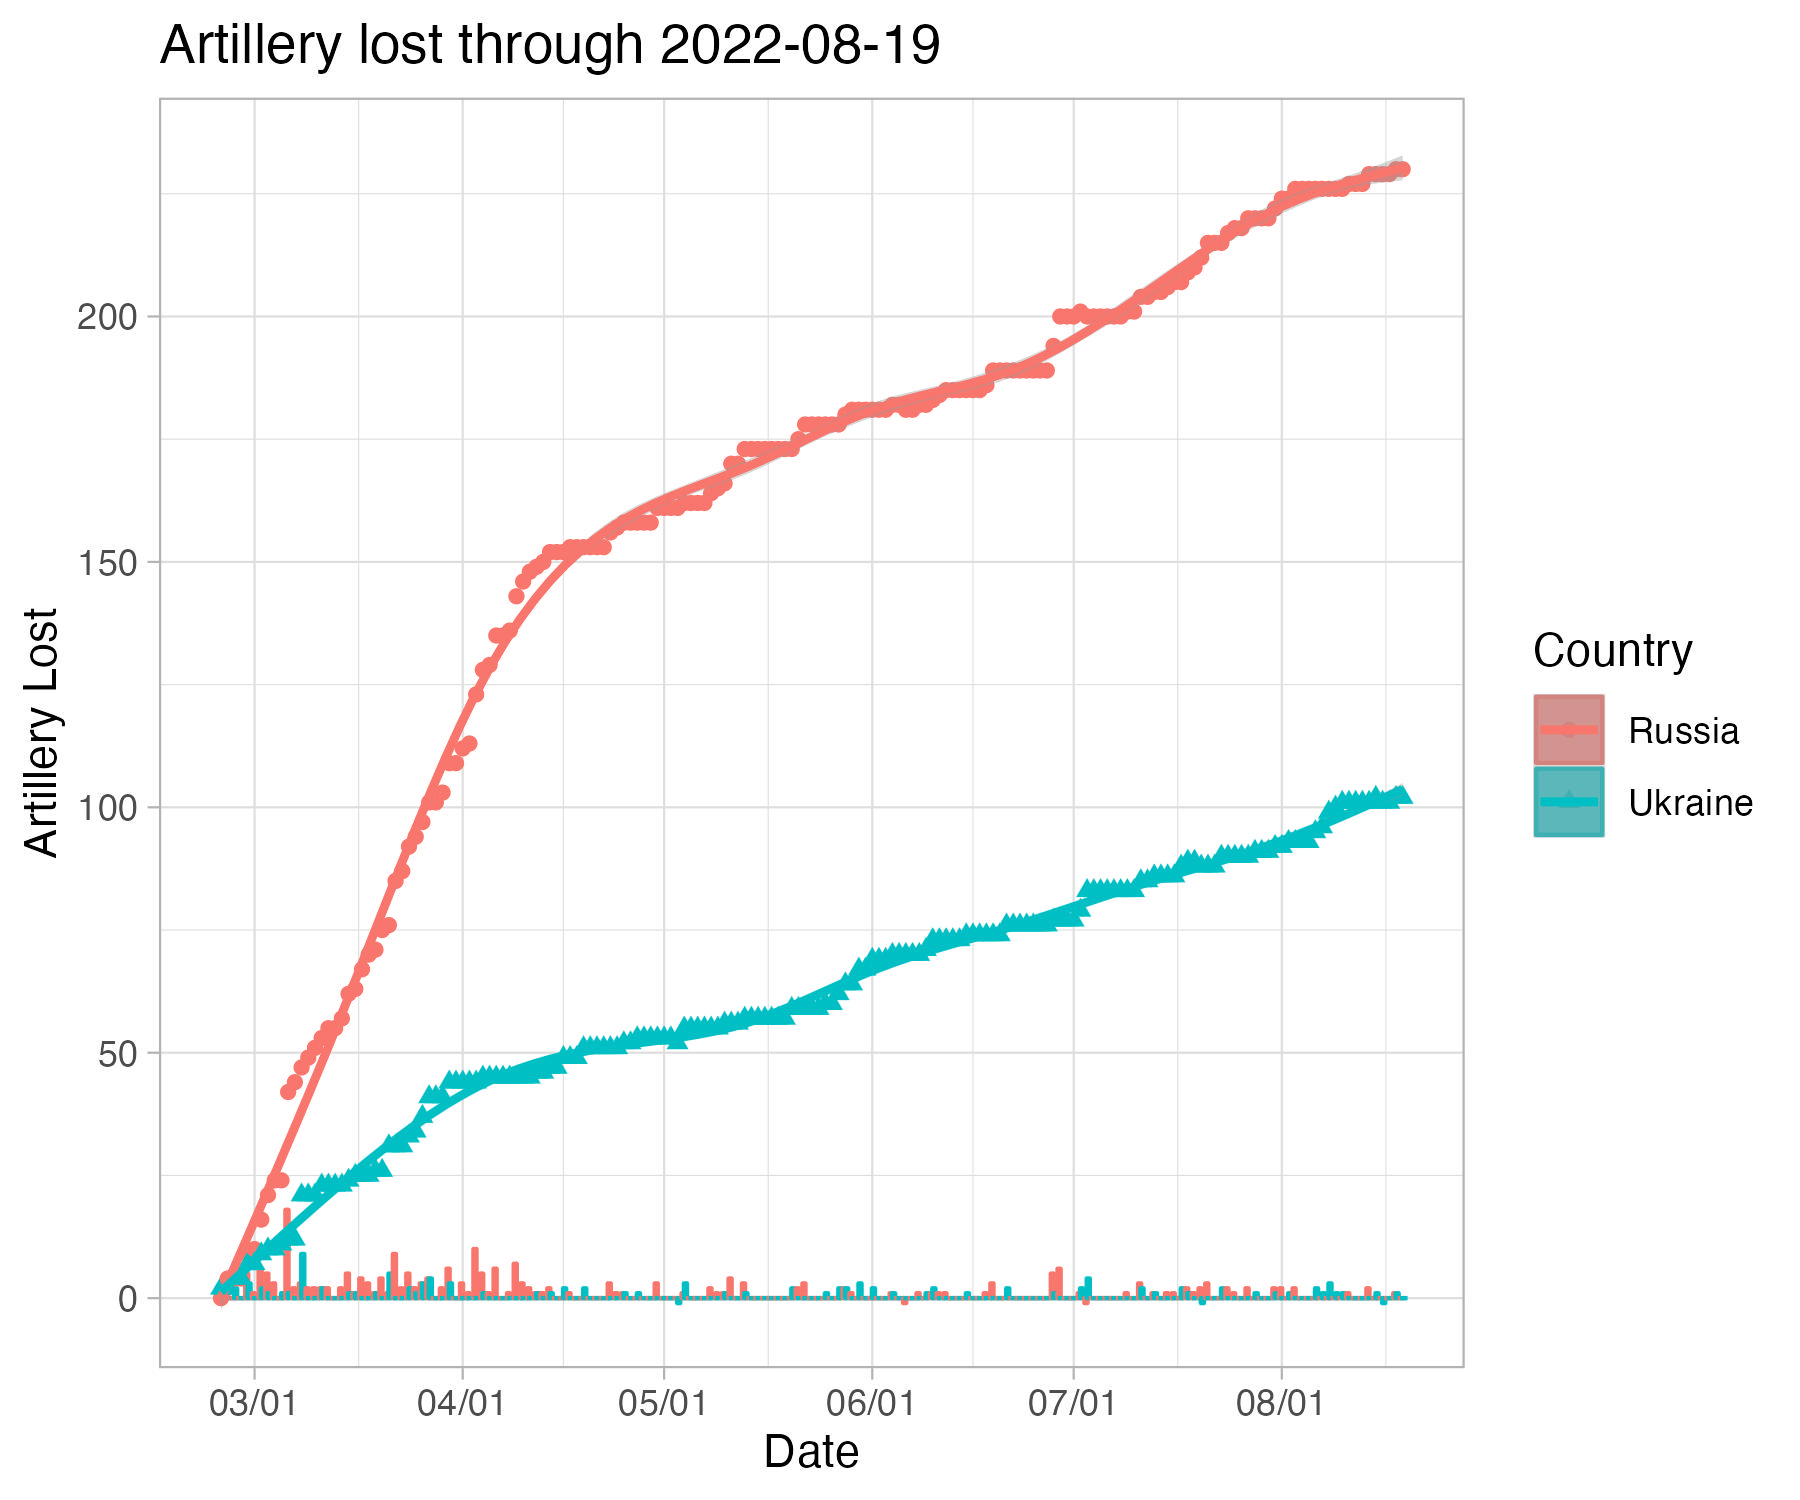 Artillery lost through 2022-08-19
Artillery Lost
200
150
100
50
0
03/01
04/01
05/01
06/01
07/01
08/01
Date
Country
Russia
Ukraine